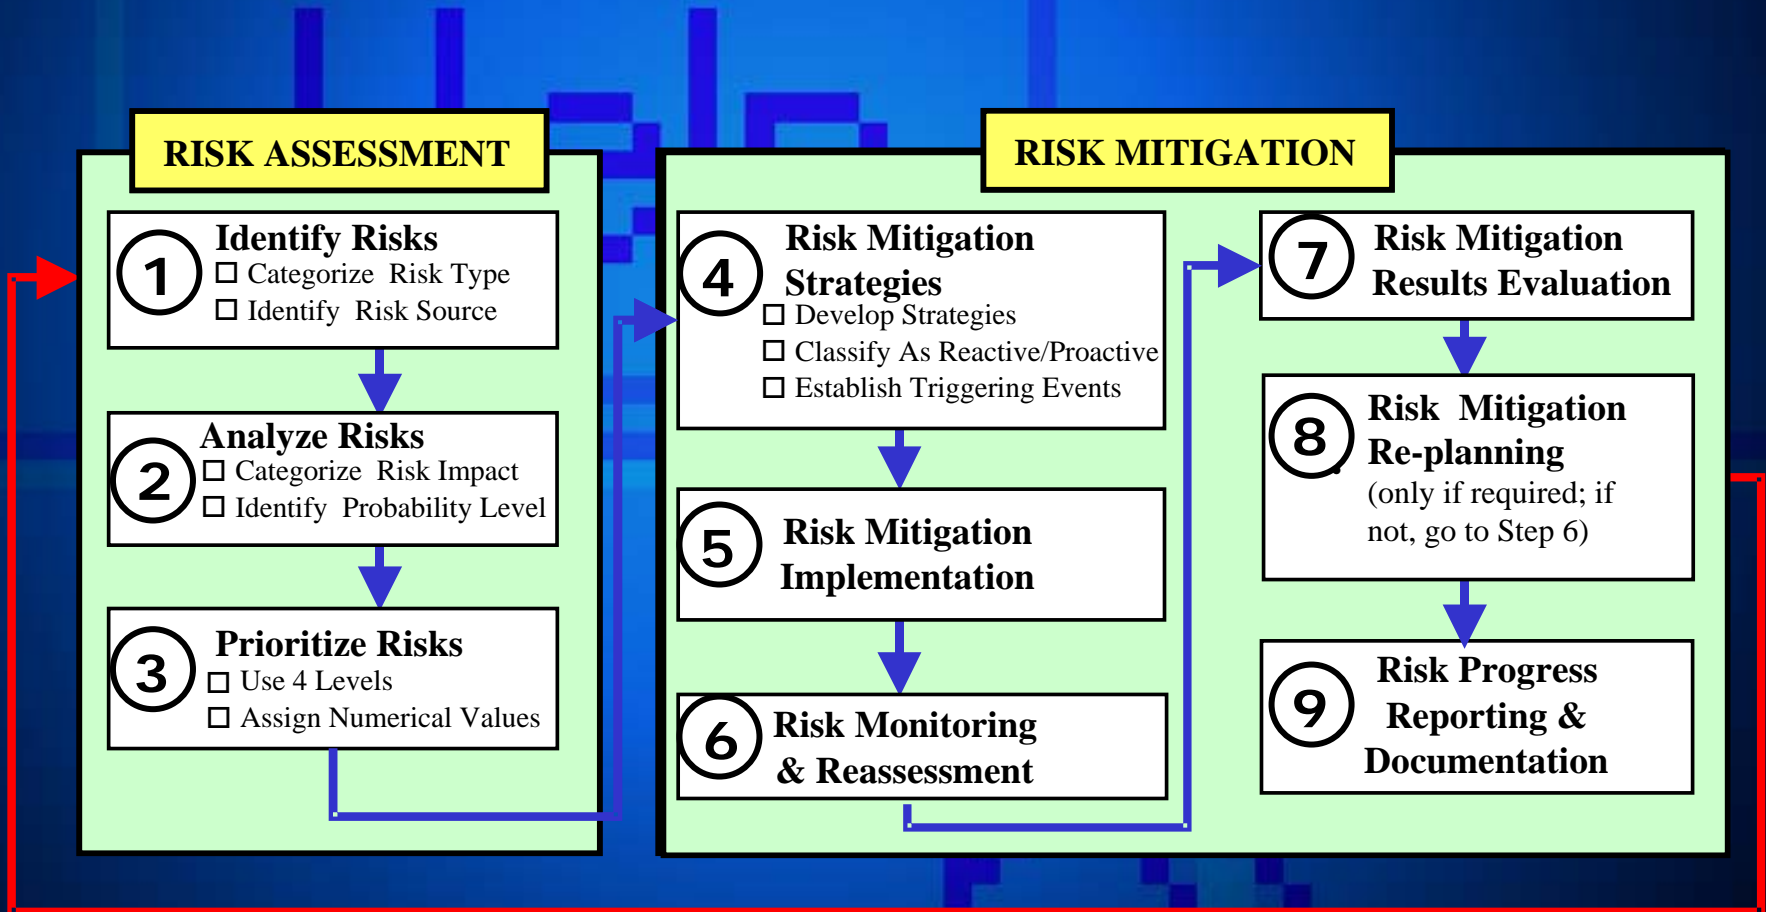 RISK ASSESSMENT
1
Identify Risks
Categorize Risk Type
Identify Risk Source
2
Analyze Risks
Categorize Risk Impact
Identify Probability Level
3
Prioritize Risks
Use 4 Levels
Assign Numerical Values
RISK MITIGATION
4
Risk Mitigation
Strategies
Develop Strategies
Classify As Reactive/Proactive
Establish Triggering Events
5
Risk Mitigation
Implementation
6
Risk Monitoring
& Reassessment
7
Risk Mitigation
Results Evaluation
8
Risk Mitigation
Re-planning
(only if required; if
not, go to Step 6)
9
Risk Progress
Reporting &
Documentation